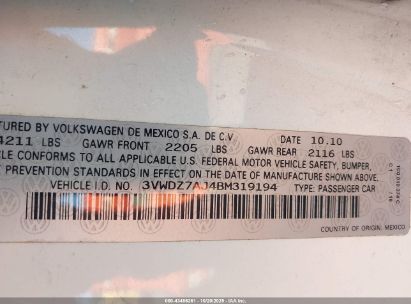 TURED BY VOLKSWAGEN DE MEXICO S.A. DE C.V.
4211 LBS GAWR FRONT 2205 LBS GAWR REAR 2116 LBS
DATE 10.10
CLE CONFORMS TO ALL APPLICABLE U.S. FEDERAL MOTOR VEHICLE SAFETY, BUMPER,
T PREVENTION STANDARDS IN EFFECT ON THE DATE OF MANUFACTURE SHOWN ABOVE.
VEHICLE I.D. NO. 3VWDZ7AJ4BM319194 TYPE: PASSENGER CAR
COUNTRY OF ORIGIN, MEXICO